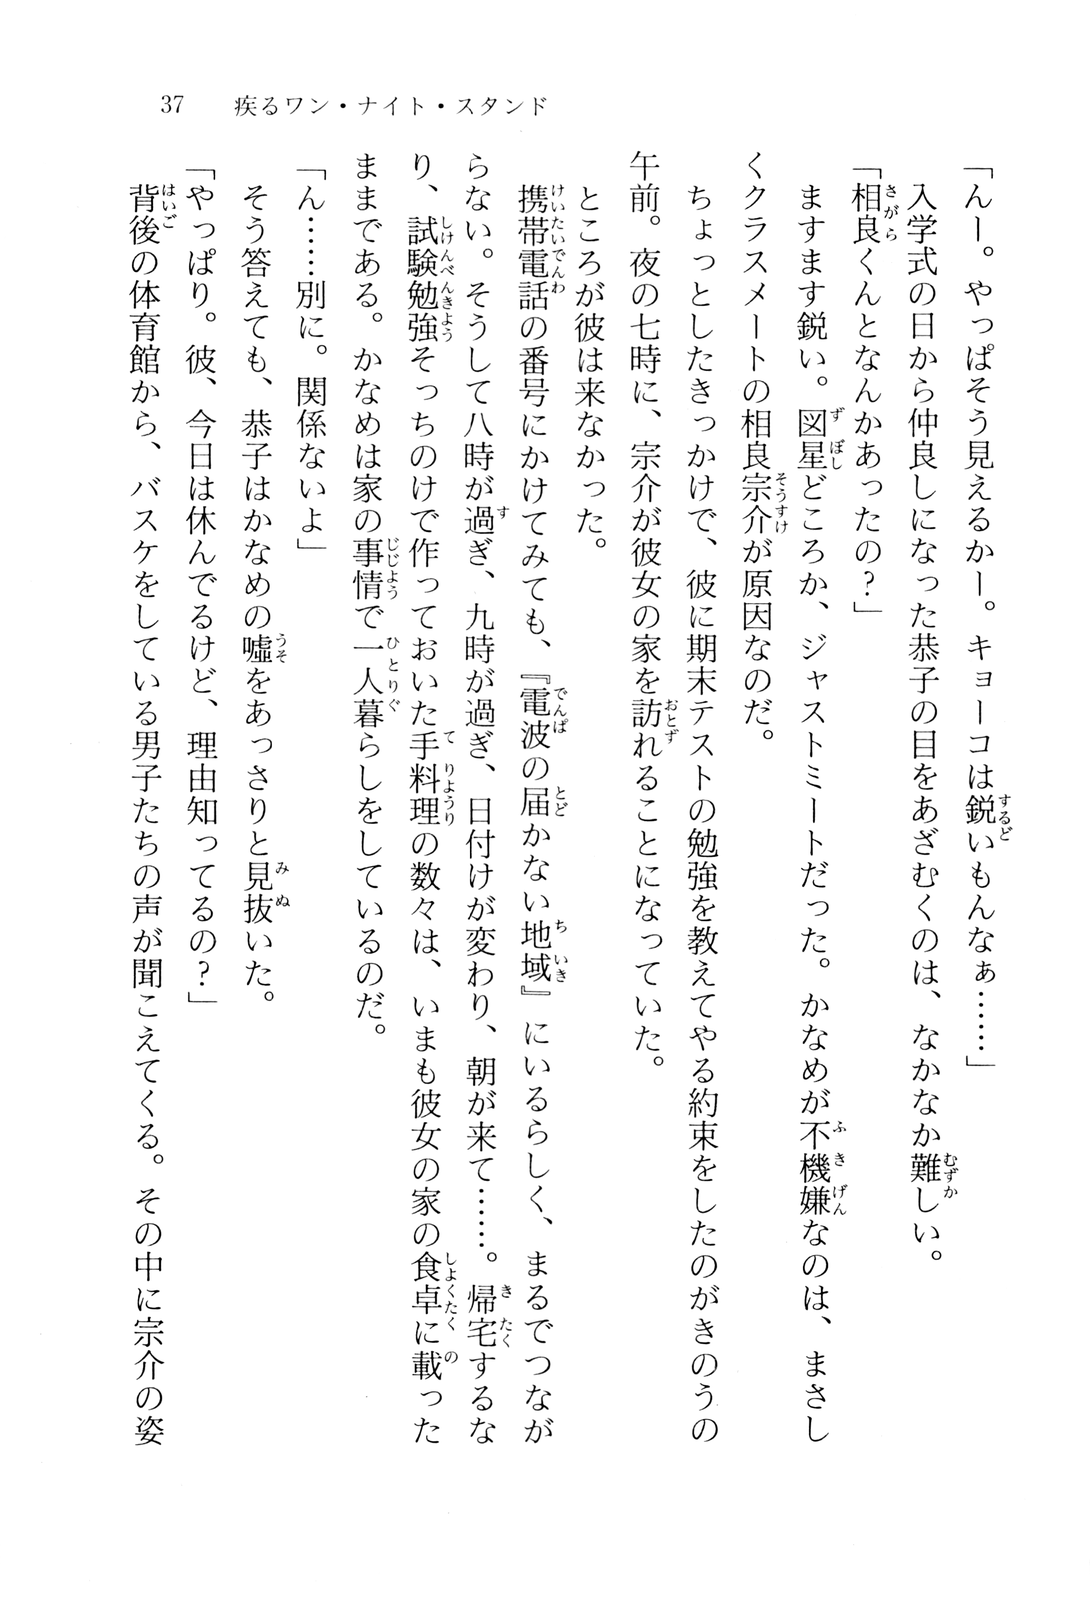 37　疾るワン・ナイト・スタンド
「んー。やっぱそう見えるかー。キョーコは鋭いもんなぁ……」
入学式の日から仲良しになった恭子の目をあざむくのは、なかなか難しい。
「相良くんとなんかあったの？」
ますます鋭い。図星どころか、ジャストミートだった。かなめが不機嫌なのは、まさし
くクラスメートの相良宗介が原因なのだ。
ちょっとしたきっかけで、彼に期末テストの勉強を教えてやる約束をしたのがきのうの
午前。夜の七時に、宗介が彼女の家を訪れることになっていた。
ところが彼は来なかった。
携帯電話の番号にかけてみても、『電波の届かない地域』にいるらしく、まるでつなが
らない。そうして八時が過ぎ、九時が過ぎ、日付けが変わり、朝が来て……。帰宅するな
り、試験勉強そっちのけで作っておいた手料理の数々は、いまも彼女の家の食卓に載った
ままである。かなめは家の事情で一人暮らしをしているのだ。
「ん……別に。関係ないよ」
そう答えても、恭子はかなめの嘘をあっさりと見抜いた。
「やっぱり。彼、今日は休んでるけど、理由知ってるの？」
背後の体育館から、バスケをしている男子たちの声が聞こえてくる。その中に宗介の姿